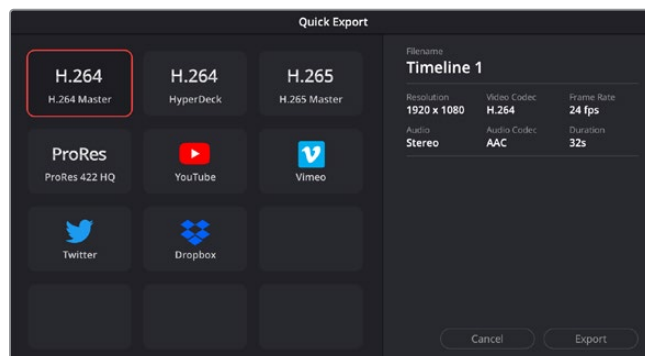 Quick Export
H.264
H.264 Master
H.264
HyperDeck
H.265
H.265 Master
ProRes
ProRes 422 HQ
YouTube
Vimeo
Twitter
Dropbox
Filename
Timeline 1
Resolution Video Codec Frame Rate
1920 x 1080 H.264 24 fps
Audio Audio Codec Duration
Stereo AAC 32s
Cancel Export